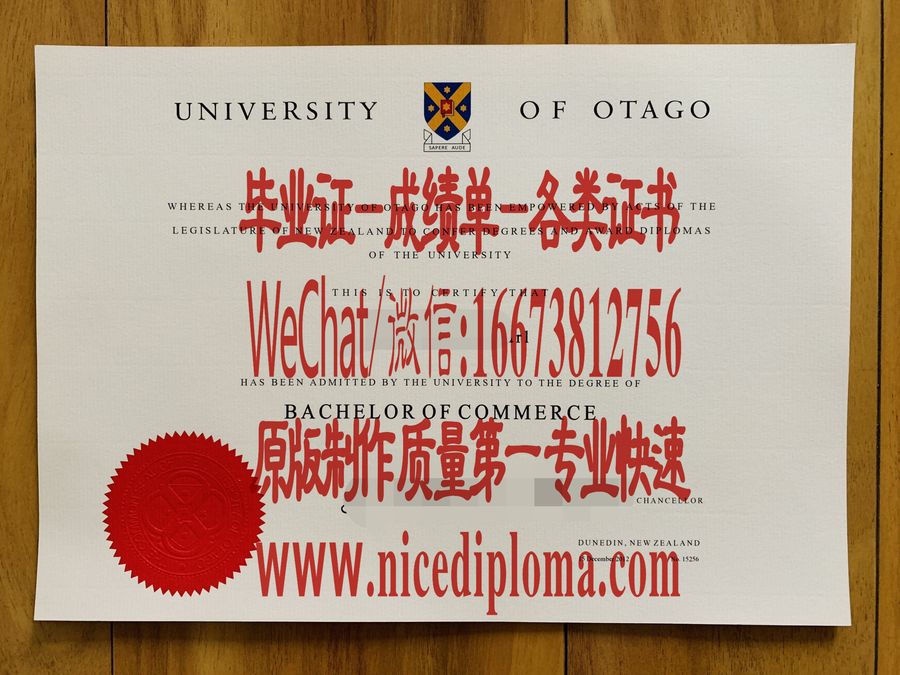 UNIVERSITY OF OTAGO
SAPERE AUDE
毕业证—成绩单—各类证书
WHEREAS THE UNIVERSITY OF OTAGO HAS BEEN EMPOWERED BY ACTS OF THE
LEGISLATURE OF NEW ZEALAND TO CONFER DEGREES AND AWARD DIPLOMAS
OF THE UNIVERSITY
THIS IS TO CERTIFY THAT
WeChat/微信:16673812756
HAS BEEN ADMITTED BY THE UNIVERSITY TO THE DEGREE OF
BACHELOR OF COMMERCE
原版制作质量第一专业快速
CHANCELLOR
DUNEDIN, NEW ZEALAND
December 2012 No. 15256
www.nicediploma.com